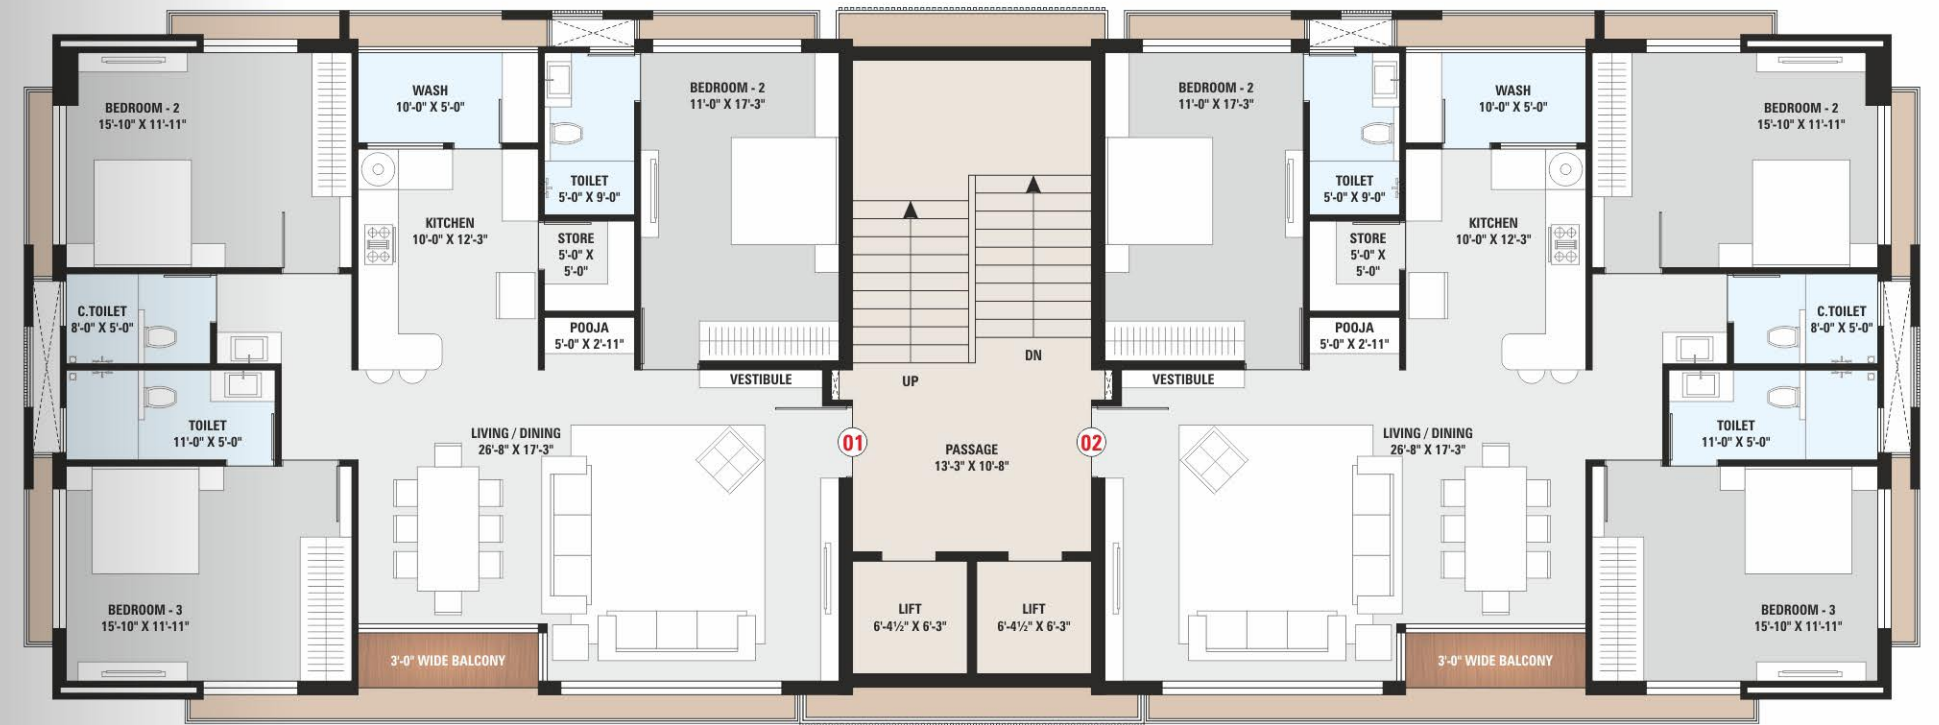 BEDROOM - 2
15'-10" X 11'-11"
WASH
10'-0" X 5'-0"
BEDROOM - 2
11'-0" X 17'-3"
TOILET
5'-0" X 9'-0"
KITCHEN
10'-0" X 12'-3"
STORE
5'-0" X
5'-0"
C.TOILET
8'-0" X 5'-0"
POOJA
5'-0" X 2'-11"
VESTIBULE
TOILET
11'-0" X 5'-0"
LIVING / DINING
26'-8" X 17'-3"
BEDROOM - 3
15'-10" X 11'-11"
3'-0" WIDE BALCONY
01
UP
DN
PASSAGE
13'-3" X 10'-8"
LIFT
6'-4½" X 6'-3"
LIFT
6'-4½" X 6'-3"
02
BEDROOM - 2
11'-0" X 17'-3"
TOILET
5'-0" X 9'-0"
WASH
10'-0" X 5'-0"
BEDROOM - 2
15'-10" X 11'-11"
KITCHEN
10'-0" X 12'-3"
STORE
5'-0" X
5'-0"
C.TOILET
8'-0" X 5'-0"
POOJA
5'-0" X 2'-11"
VESTIBULE
TOILET
11'-0" X 5'-0"
LIVING / DINING
26'-8" X 17'-3"
BEDROOM - 3
15'-10" X 11'-11"
3'-0" WIDE BALCONY